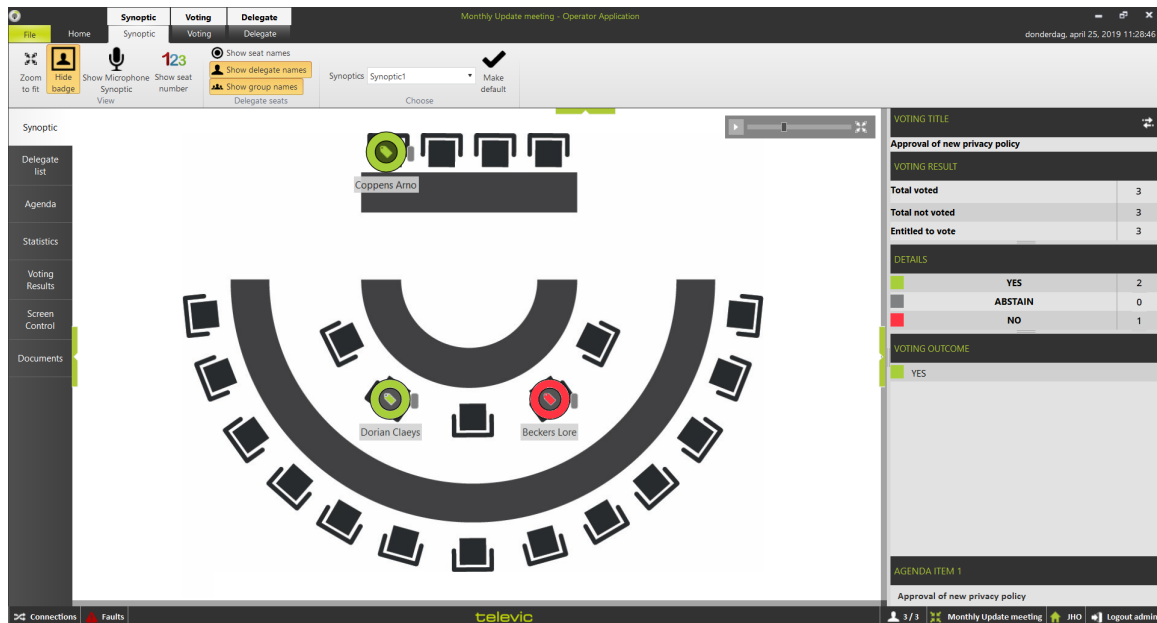 Synoptic Voting Delegate
Monthly Update meeting - Operator Application
File Home Synoptic Voting Delegate
donderdag, april 25, 2019 11:28:46
Zoom to fit
Hide badge
Show Microphone Synoptic
123
Show seat number
View
Show seat names
Show delegate names
Show group names
Delegate seats
Synoptics Synoptic1
Make default
Choose
Synoptic
Delegate list
Agenda
Statistics
Voting Results
Screen Control
Documents
Coppens Arno
Dorian Claeys
Beckers Lore
VOTING TITLE
Approval of new privacy policy
VOTING RESULT
Total voted 3
Total not voted 3
Entitled to vote 3
DETAILS
YES 2
ABSTAIN 0
NO 1
VOTING OUTCOME
YES
AGENDA ITEM 1
Approval of new privacy policy
Connections Faults televic 3 / 3 Monthly Update meeting JHO Logout admin